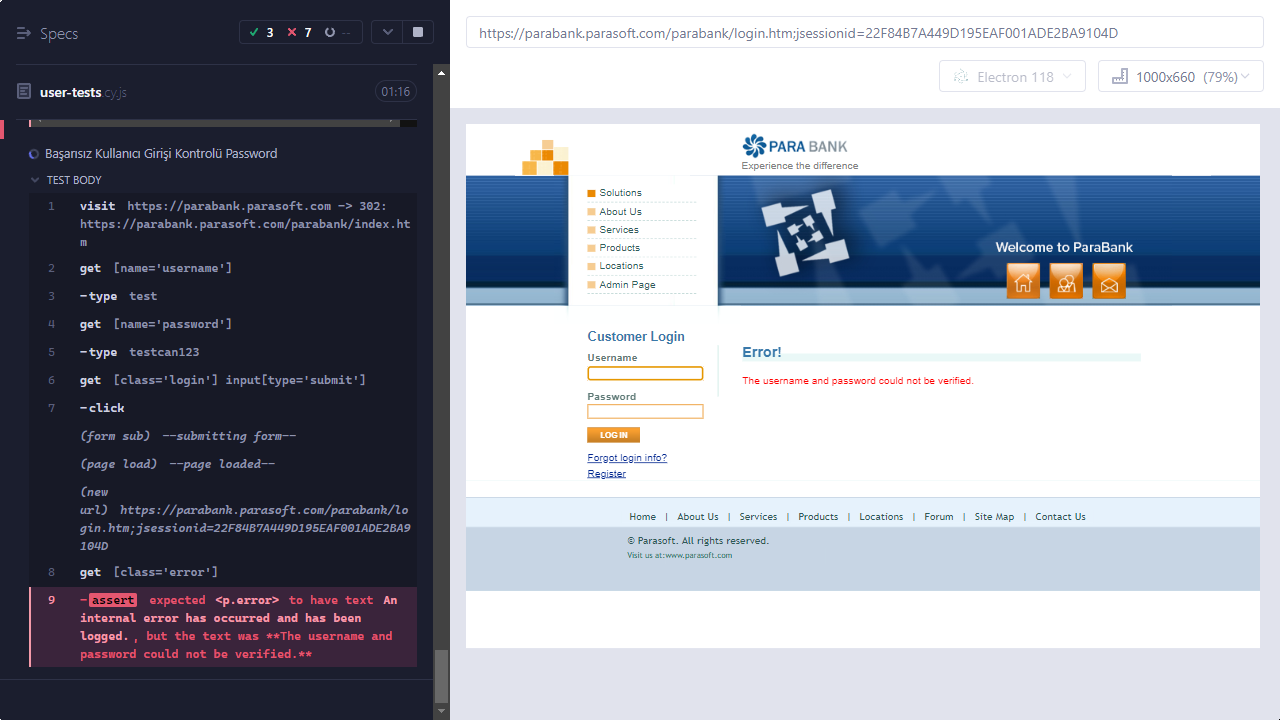 Specs
3 7 --
user-tests.cy.js 01:16
Başarısız Kullanıcı Girişi Kontrolü Password
TEST BODY
1 visit https://parabank.parasoft.com -> 302:
https://parabank.parasoft.com/parabank/index.ht
m
2 get [name='username']
3 -type test
4 get [name='password']
5 -type testcan123
6 get [class='login'] input[type='submit']
7 -click
(form sub) --submitting form--
(page load) --page loaded--
(new
url) https://parabank.parasoft.com/parabank/lo
gin.htm;jsessionid=22F84B7A449D195EAF001ADE2BA9
104D
8 get [class='error']
9 -assert expected <p.error> to have text An
internal error has occurred and has been
logged. , but the text was **The username and
password could not be verified.**
https://parabank.parasoft.com/parabank/login.htm;jsessionid=22F84B7A449D195EAF001ADE2BA9104D
Electron 118
1000x660 (79%)
PARA BANK
Experience the difference
Solutions
About Us
Services
Products
Locations
Admin Page
Welcome to ParaBank
Customer Login
Username
Password
LOG IN
Forgot login info?
Register
Error!
The username and password could not be verified.
Home | About Us | Services | Products | Locations | Forum | Site Map | Contact Us
© Parasoft. All rights reserved.
Visit us at:www.parasoft.com